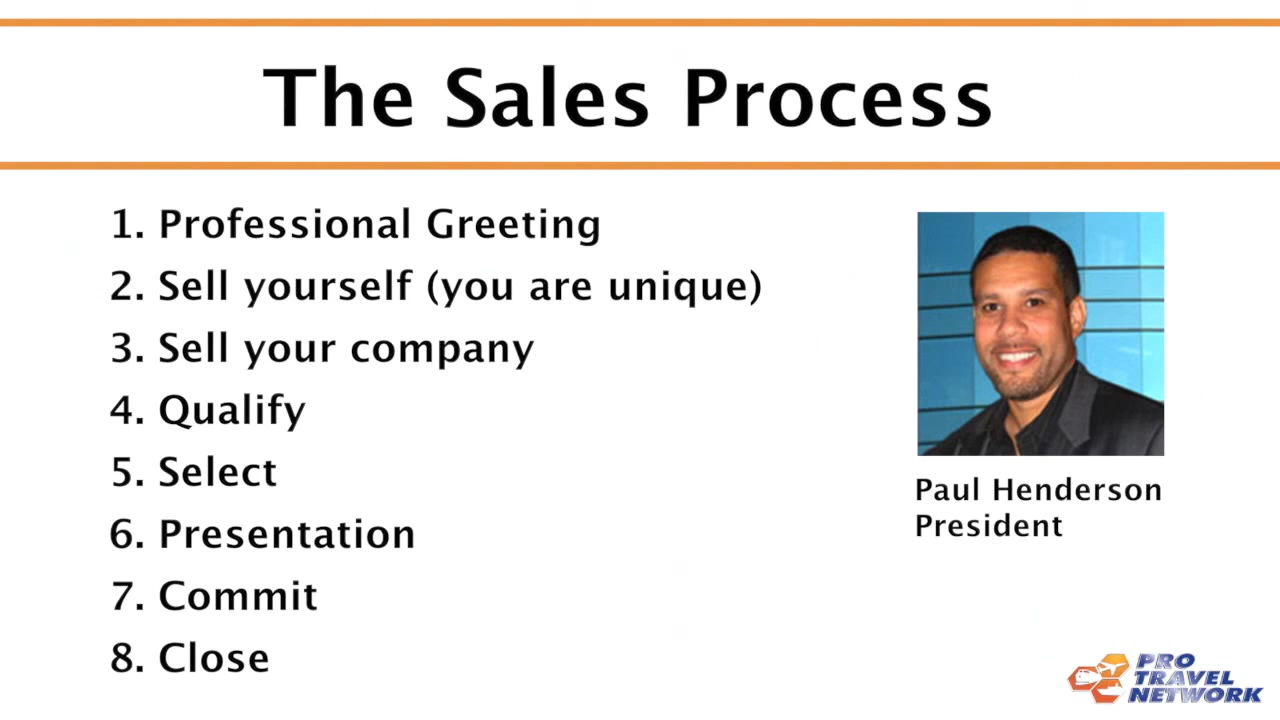 The Sales Process
1. Professional Greeting
2. Sell yourself (you are unique)
3. Sell your company
4. Qualify
5. Select
6. Presentation
7. Commit
8. Close
Paul Henderson
President
PRO
TRAVEL
NETWORK